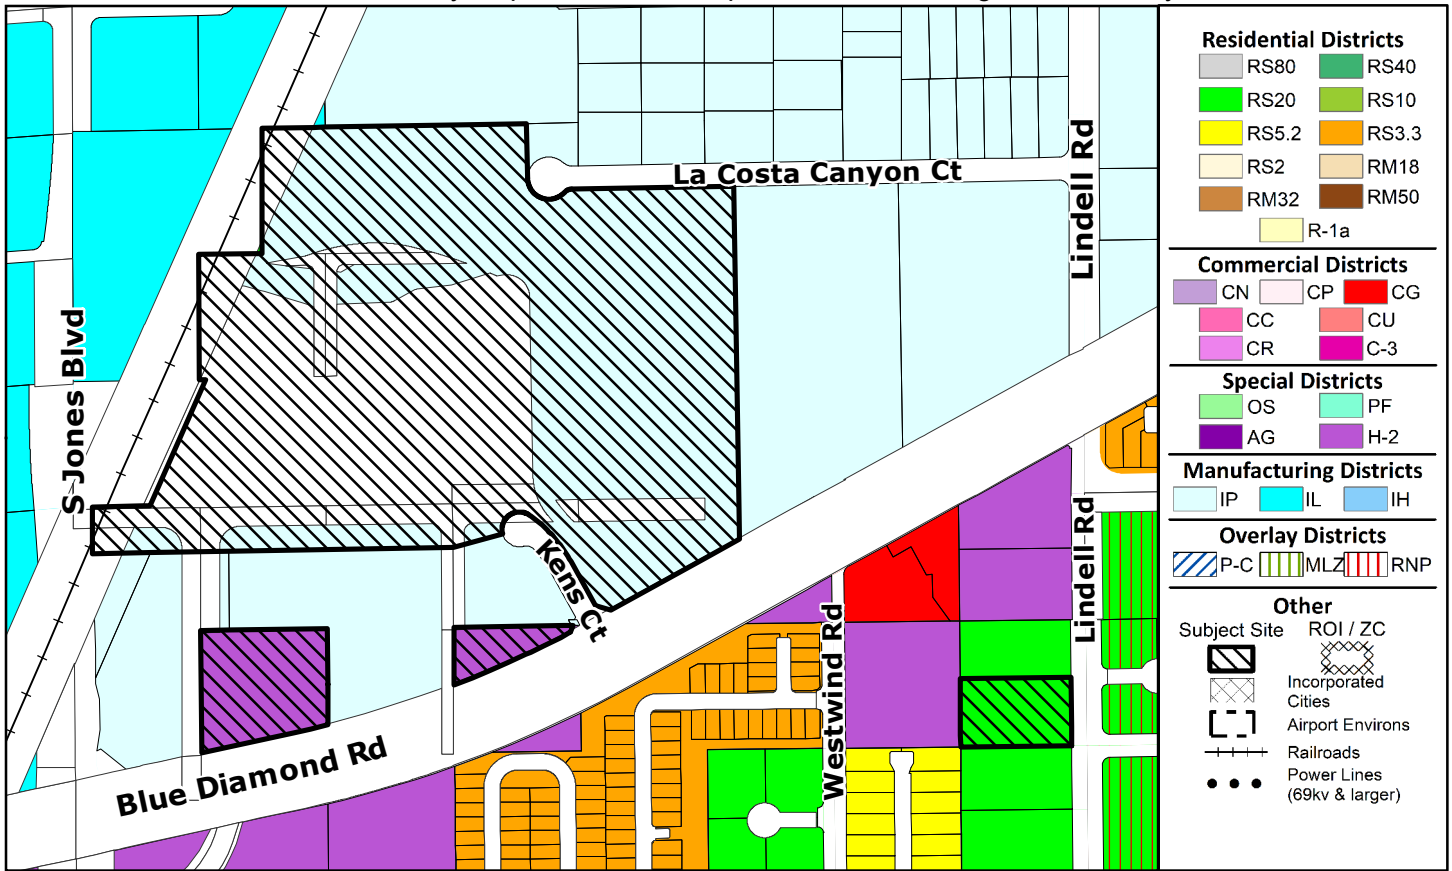 La Costa Canyon Ct
Lindell Rd
S Jones Blvd
Kens Ct
Lindell Rd
Westwind Rd
Blue Diamond Rd
Residential Districts
RS80 RS40
RS20 RS10
RS5.2 RS3.3
RS2 RM18
RM32 RM50
R-1a
Commercial Districts
CN CP CG
CC CU
CR C-3
Special Districts
OS PF
AG H-2
Manufacturing Districts
IP IL IH
Overlay Districts
P-C MLZ RNP
Other
Subject Site ROI / ZC
Incorporated
Cities
Airport Environs
Railroads
Power Lines
(69kv & larger)